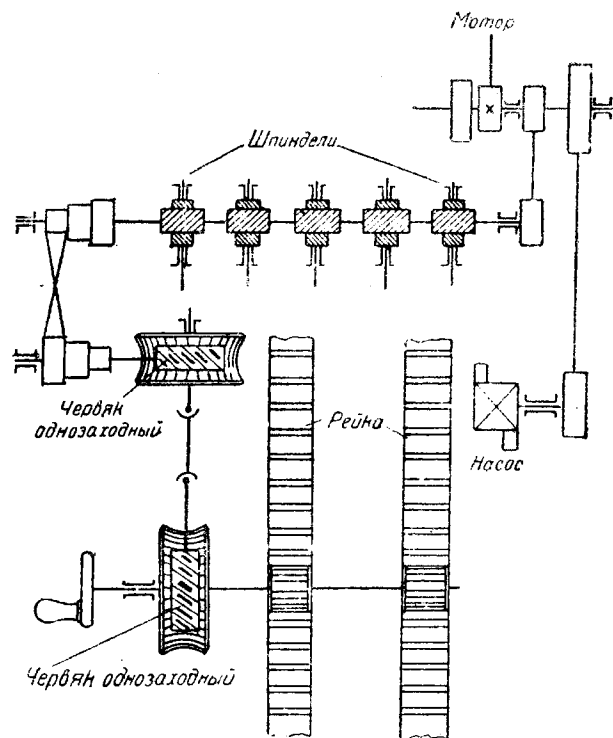 Мотор
Шпиндели
Червяк
однозаходный
Рейка
Насос
Червяк однозаходный